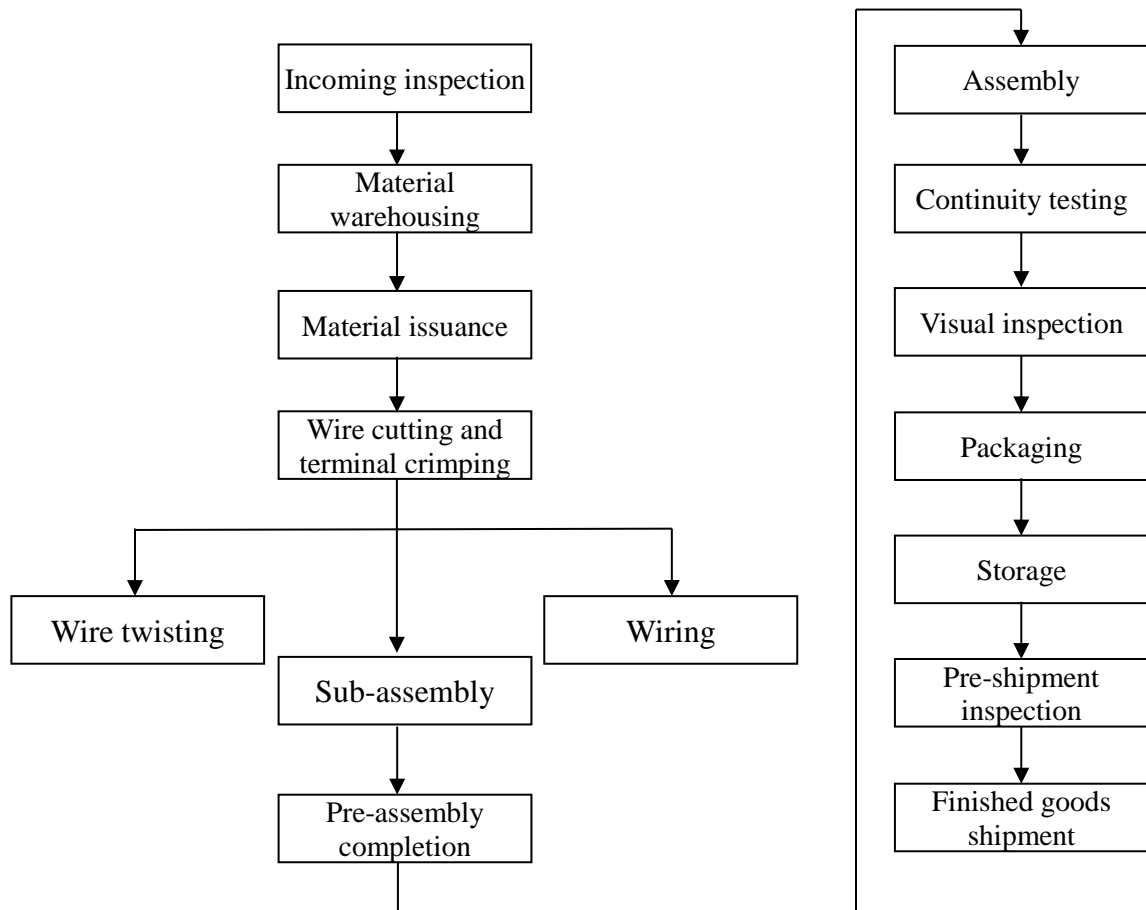 Incoming inspection
Material
warehousing
Material issuance
Wire cutting and
terminal crimping
Wire twisting
Wiring
Sub-assembly
Pre-assembly
completion
Assembly
Continuity testing
Visual inspection
Packaging
Storage
Pre-shipment
inspection
Finished goods
shipment